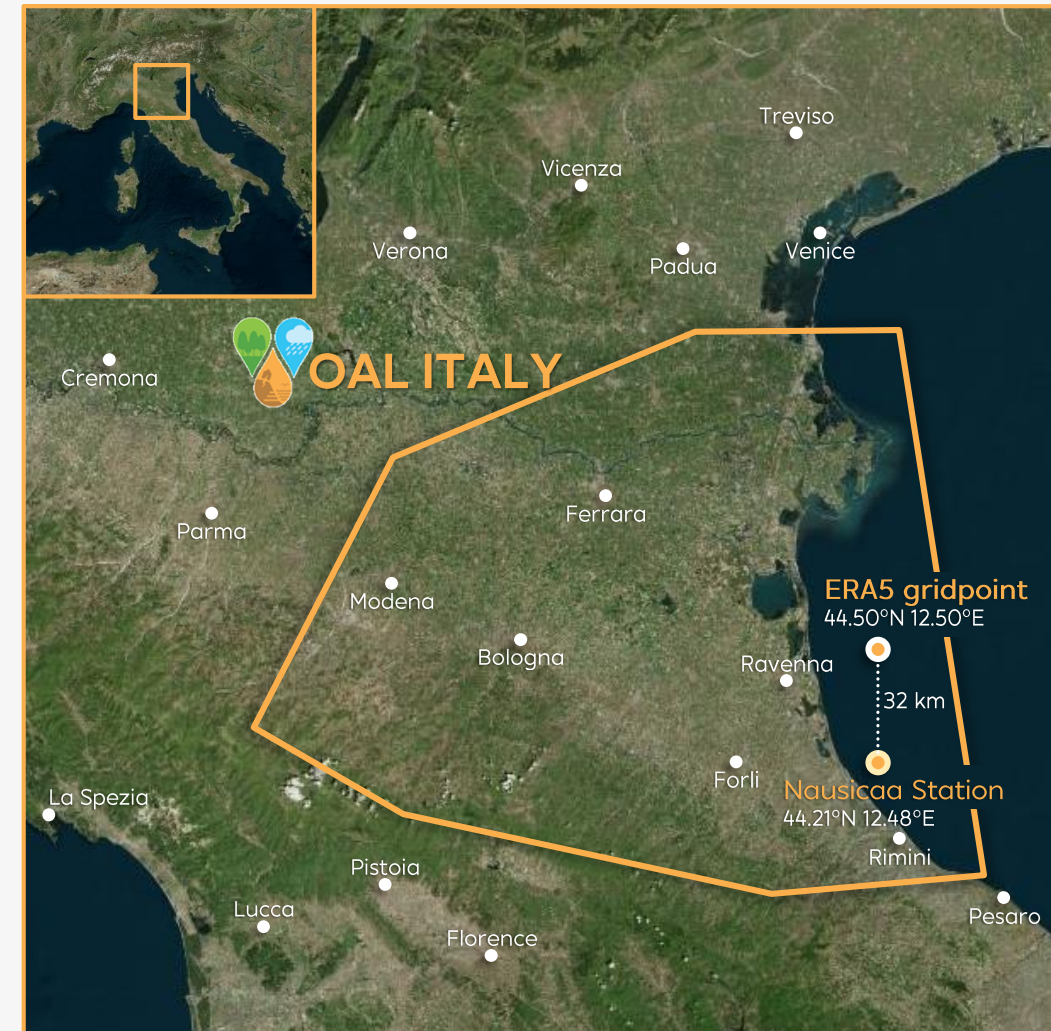 Treviso
Vicenza
Verona
Padua
Venice
Cremona
OAL ITALY
Parma
Ferrara
Modena
ERA5 gridpoint
44.50°N 12.50°E
Bologna
Ravenna
32 km
Forli
Nausicaa Station
44.21°N 12.48°E
La Spezia
Rimini
Pistoia
Lucca
Florence
Pesaro